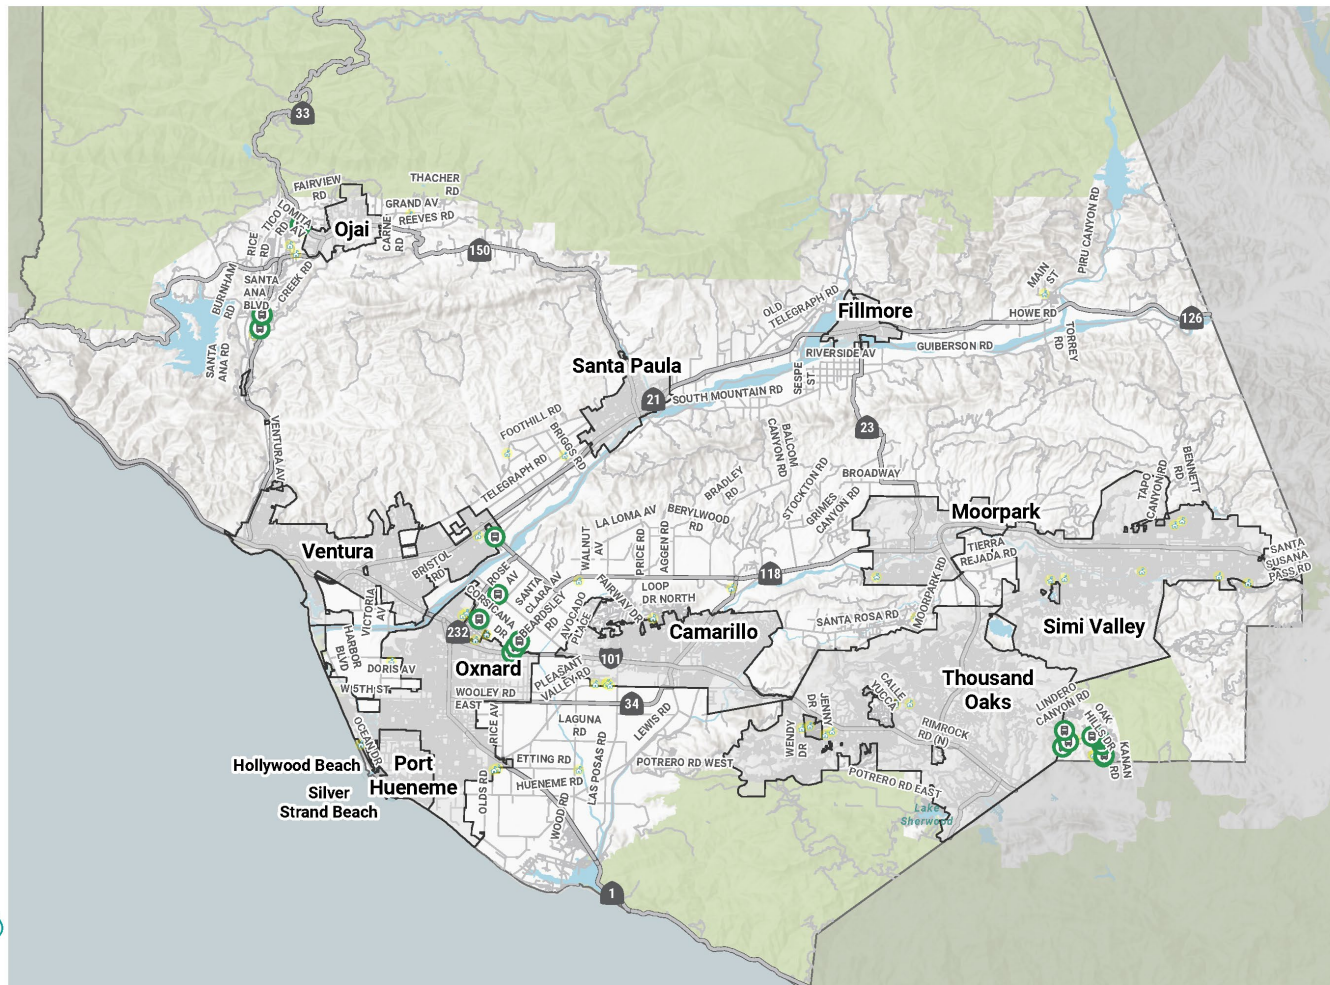 33
FAIRVIEW
RD
THACHER
RD
GRAND AV
REEVES RD
TICO
RD
LOMITA
AV
Ojai
CARNE
RD
RICE
RD
150
SANTA
ANA
BLVD
CREEK RD
BURNHAM
RD
SANTA
ANA RD
PIRU CANYON RD
MAIN
ST
OLD
TELEGRAPH RD
Fillmore
HOWE RD
126
TORREY
RD
GUIBERSON RD
RIVERSIDE AV
SESPE
ST
Santa Paula
21
SOUTH MOUNTAIN RD
FOOTHILL RD
BRIGGS RD
TELEGRAPH RD
VENTURA AV
23
BALCOM
CANYON RD
BROADWAY
BRADLEY
RD
STOCKTON RD
GRIMES
CANYON RD
BENNETT
RD
TAPO
CANYON RD
LA LOMA AV
BERYLWOOD
RD
Moorpark
WALNUT
AV
PRICE RD
AGGEN RD
TIERRA
REJADA RD
SANTA
SUSANA
PASS RD
Ventura
BRISTOL
RD
ROSE
AV
SANTA
CLARA AV
118
LOOP
DR NORTH
FAIRWAY DR
MOORPARK RD
VICTORIA
AV
CORSICANA
DR
BEARDSLEY
RD
AVOCADO
PLACE
SANTA ROSA RD
232
Camarillo
Simi Valley
HARBOR
BLVD
DORIS AV
Oxnard
101
W 5TH ST
WOOLEY RD
EAST
PLEASANT
VALLEY RD
34
Thousand
Oaks
CALLE
YUCCA
LINDERO
CANYON RD
OAK
HILLS DR
KANAN
RD
RICE AV
LAGUNA
RD
LEWIS RD
WENDY
DR
JENNY
DR
RIMROCK
RD (N)
OCEAN DR
Port
Hueneme
Hollywood Beach
ETTING RD
HUENEME RD
LAS POSAS RD
POTRERO RD WEST
POTRERO RD EAST
Silver
Strand Beach
OLDS RD
WOOD RD
Lake
Sherwood
1